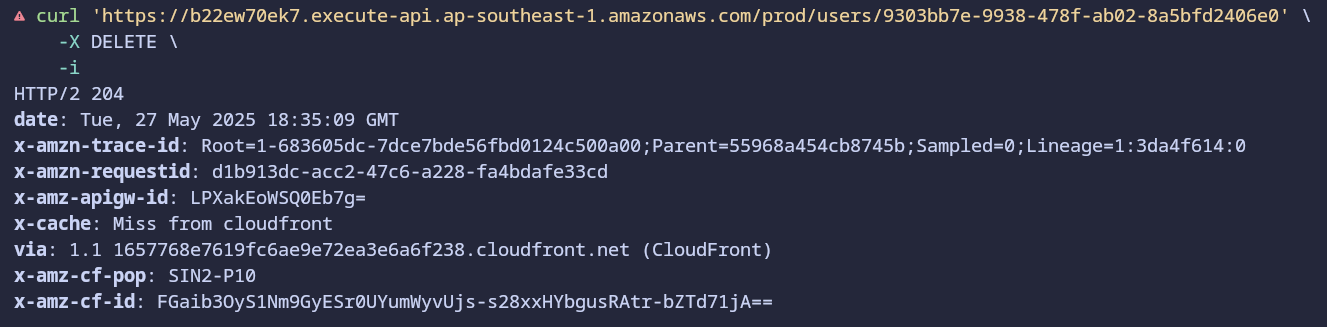 curl 'https://b22ew70ek7.execute-api.ap-southeast-1.amazonaws.com/prod/users/9303bb7e-9938-478f-ab02-8a5bfd2406e0' \
-X DELETE \
-i
HTTP/2 204
date: Tue, 27 May 2025 18:35:09 GMT
x-amzn-trace-id: Root=1-683605dc-7dce7bde56fbd0124c500a00;Parent=55968a454cb8745b;Sampled=0;Lineage=1:3da4f614:0
x-amzn-requestid: d1b913dc-acc2-47c6-a228-fa4bdafe33cd
x-amz-apigw-id: LPXakEoWSQ0Eb7g=
x-cache: Miss from cloudfront
via: 1.1 1657768e7619fc6ae9e72ea3e6a6f238.cloudfront.net (CloudFront)
x-amz-cf-pop: SIN2-P10
x-amz-cf-id: FGaib3OyS1Nm9GyESr0UYumWyvUjs-s28xxHYbgusRAtr-bZTd71jA==